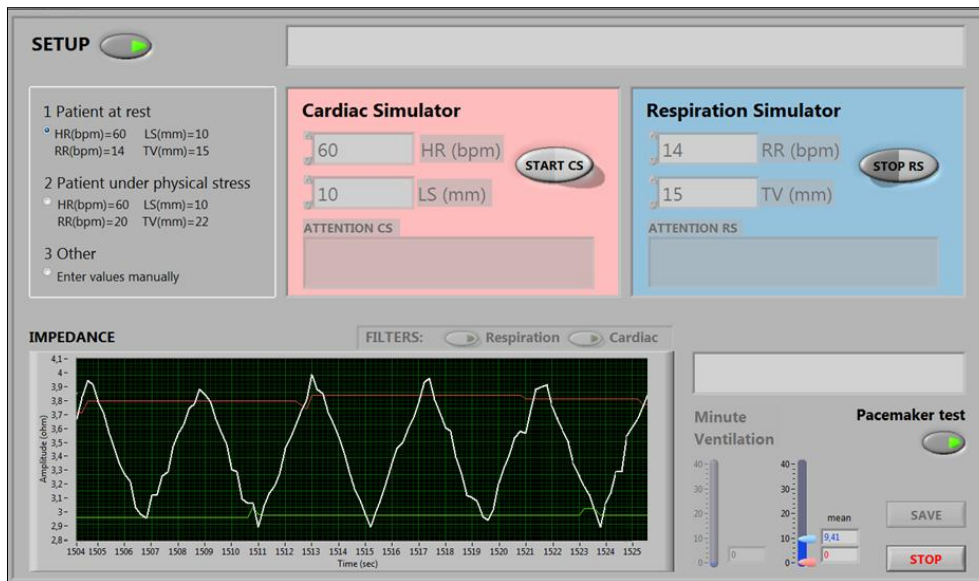 SETUP
1 Patient at rest
HR(bpm)=60 LS(mm)=10
RR(bpm)=14 TV(mm)=15
2 Patient under physical stress
HR(bpm)=60 LS(mm)=10
RR(bpm)=20 TV(mm)=22
3 Other
Enter values manually
Cardiac Simulator
60 HR (bpm)
START CS
10 LS (mm)
ATTENTION CS
Respiration Simulator
14 RR (bpm)
STOP RS
15 TV (mm)
ATTENTION RS
IMPEDANCE
FILTERS: Respiration Cardiac
4,1
4
3,9
3,8
3,7
3,6
3,5
3,4
3,3
3,2
3,1
3
2,9
2,8
Amplitude (ohm)
1504 1505 1506 1507 1508 1509 1510 1511 1512 1513 1514 1515 1516 1517 1518 1519 1520 1521 1522 1523 1524 1525
Time (sec)
Minute
Ventilation
40
30
20
10
0
0
40
30
20
10
0
mean
9,41
0
Pacemaker test
SAVE
STOP